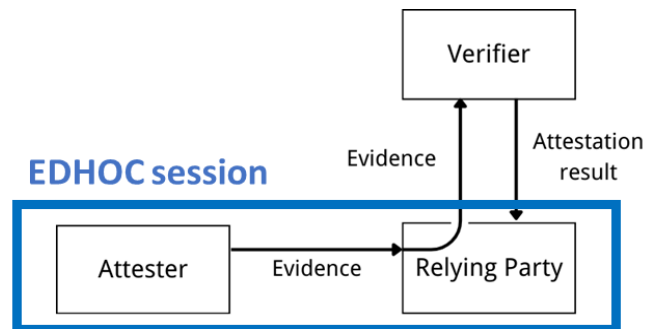 Verifier
Evidence
Attestation
result
EDHOC session
Attester
Evidence
Relying Party